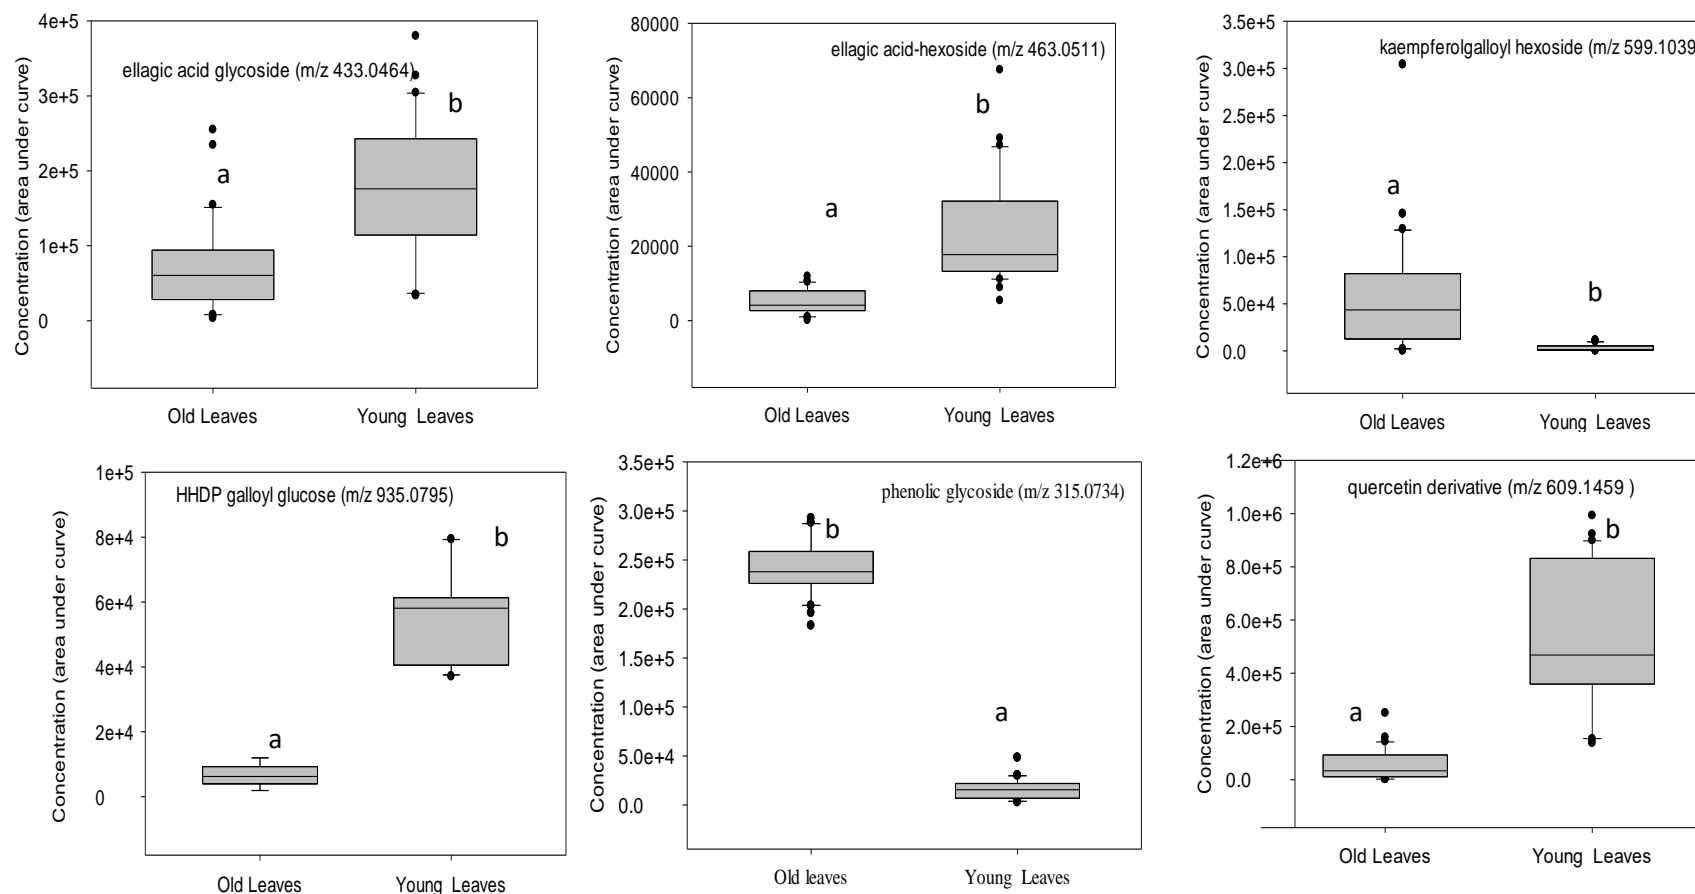 4e+5
3e+5
2e+5
1e+5
0
Concentration (area under curve)
ellagic acid glycoside (m/z 433.0464)
a
b
Old Leaves
Young Leaves
80000
60000
40000
20000
0
Concentration (area under curve)
ellagic acid-hexoside (m/z 463.0511)
a
b
Old Leaves
Young Leaves
3.5e+5
3.0e+5
2.5e+5
2.0e+5
1.5e+5
1.0e+5
5.0e+4
0.0
Concentration (area under curve)
kaempferolgalloyl hexoside (m/z 599.1039
a
b
Old Leaves
Young Leaves
1e+5
8e+4
6e+4
4e+4
2e+4
0
Concentration (area under curve)
HHDP galloyl glucose (m/z 935.0795)
a
b
Old Leaves
Young Leaves
3.5e+5
3.0e+5
2.5e+5
2.0e+5
1.5e+5
1.0e+5
5.0e+4
0.0
Concentration (area under curve)
phenolic glycoside (m/z 315.0734)
b
a
Old leaves
Young Leaves
1.2e+6
1.0e+6
8.0e+5
6.0e+5
4.0e+5
2.0e+5
0.0
Concentration (area under curve)
quercetin derivative (m/z 609.1459 )
a
b
Old Leaves
Young Leaves